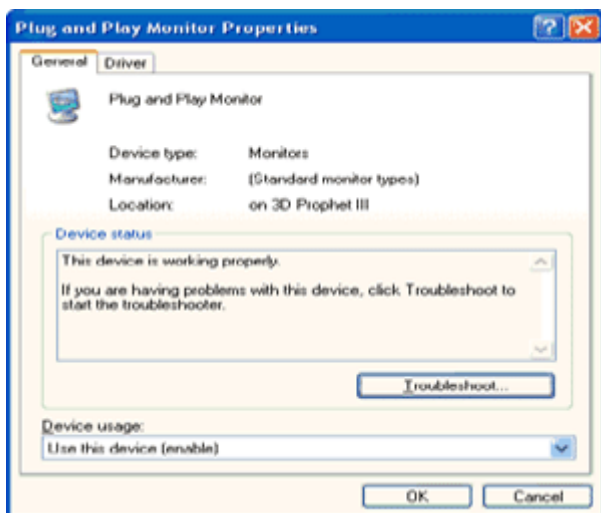 Plug and Play Monitor Properties
General Driver
Plug and Play Monitor
Device type: Monitors
Manufacturer: (Standard monitor types)
Location: on 3D Prophet III
Device status
This device is working properly.
If you are having problems with this device, click Troubleshoot to
start the troubleshooter.
Troubleshoot...
Device usage:
Use this device (enable)
OK Cancel